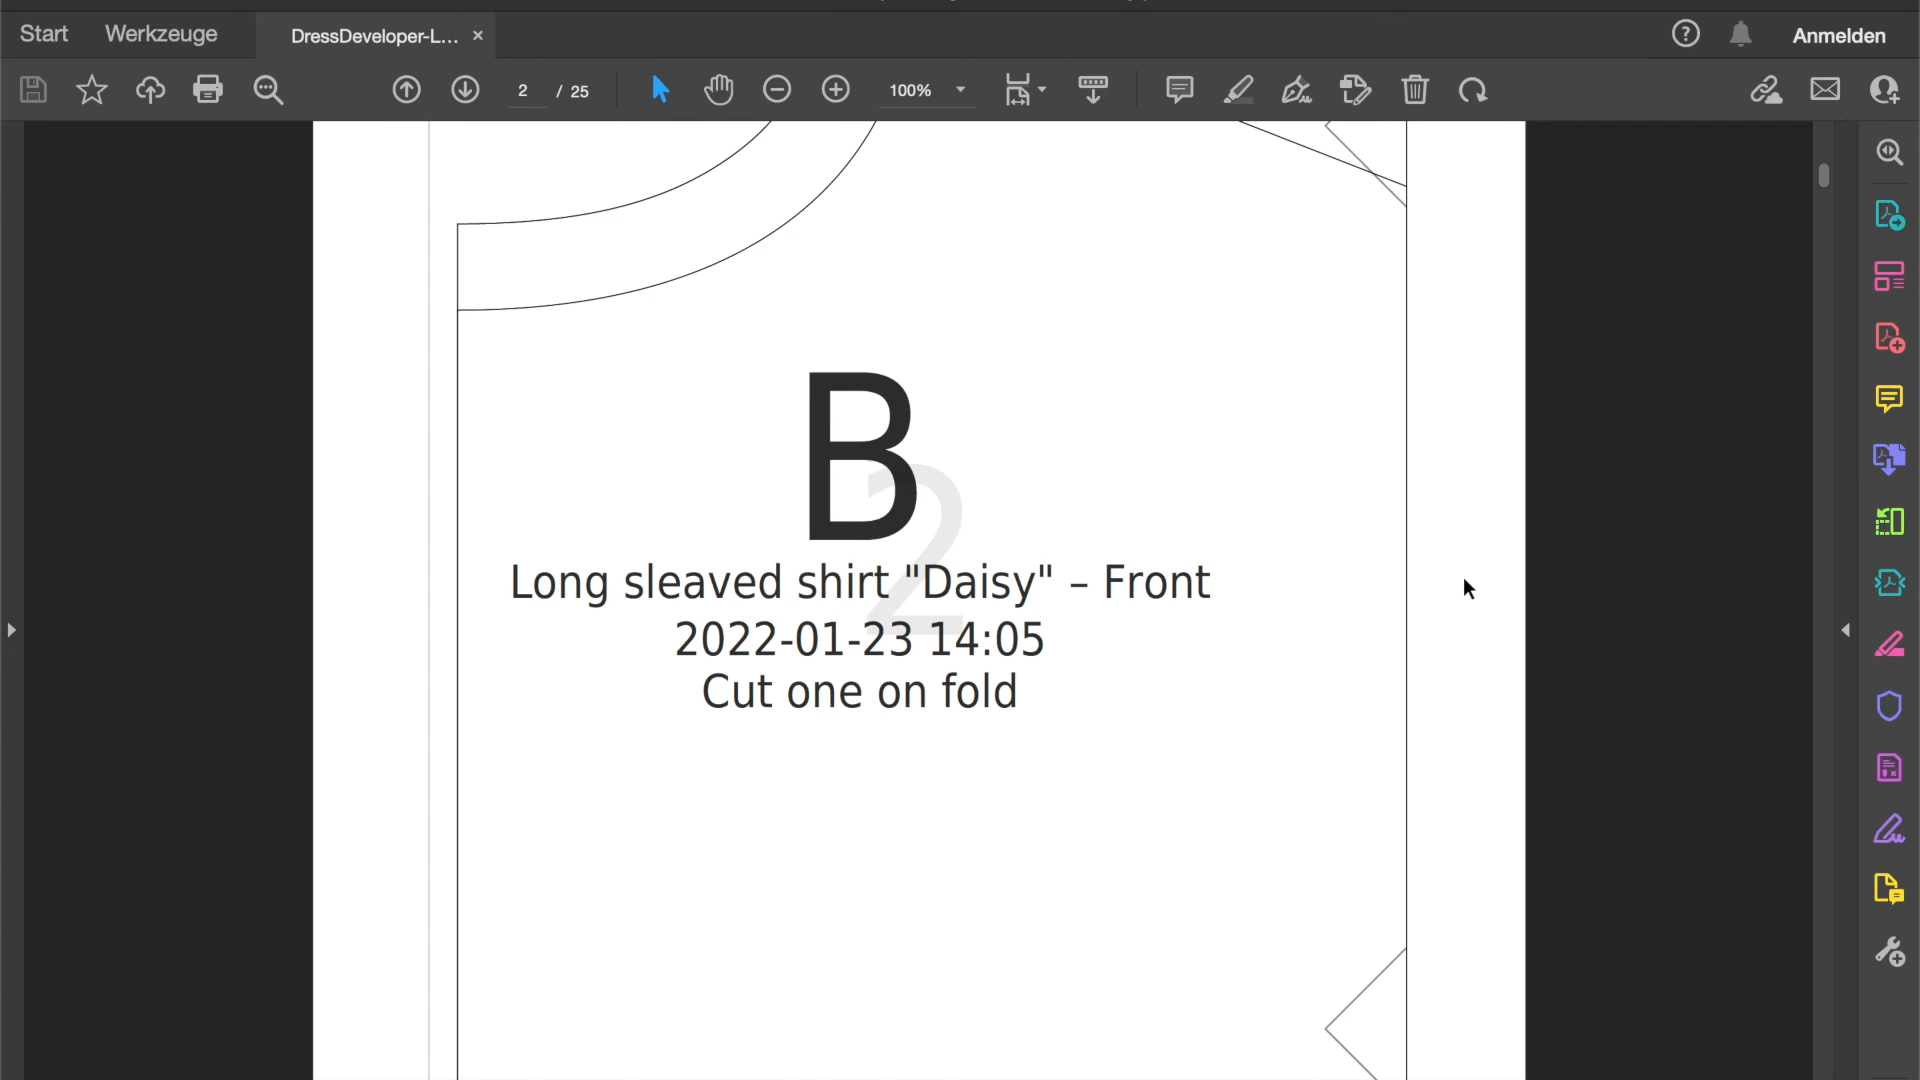 Start Werkzeuge DressDeveloper-L... Anmelden
2 / 25 100%
B
2
Long sleaved shirt "Daisy" – Front
2022-01-23 14:05
Cut one on fold